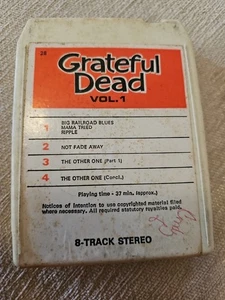 28
Grateful
Dead
VOL. 1
1 BIG RAILROAD BLUES
MAMA TRIED
RIPPLE
2 NOT FADE AWAY
3 THE OTHER ONE (Part 1)
4 THE OTHER ONE (Concl.)
Playing time - 37 min. (approx.)
Notices of intention to use copyrighted material filed
where necessary. All required statutory royalties paid.
8-TRACK STEREO